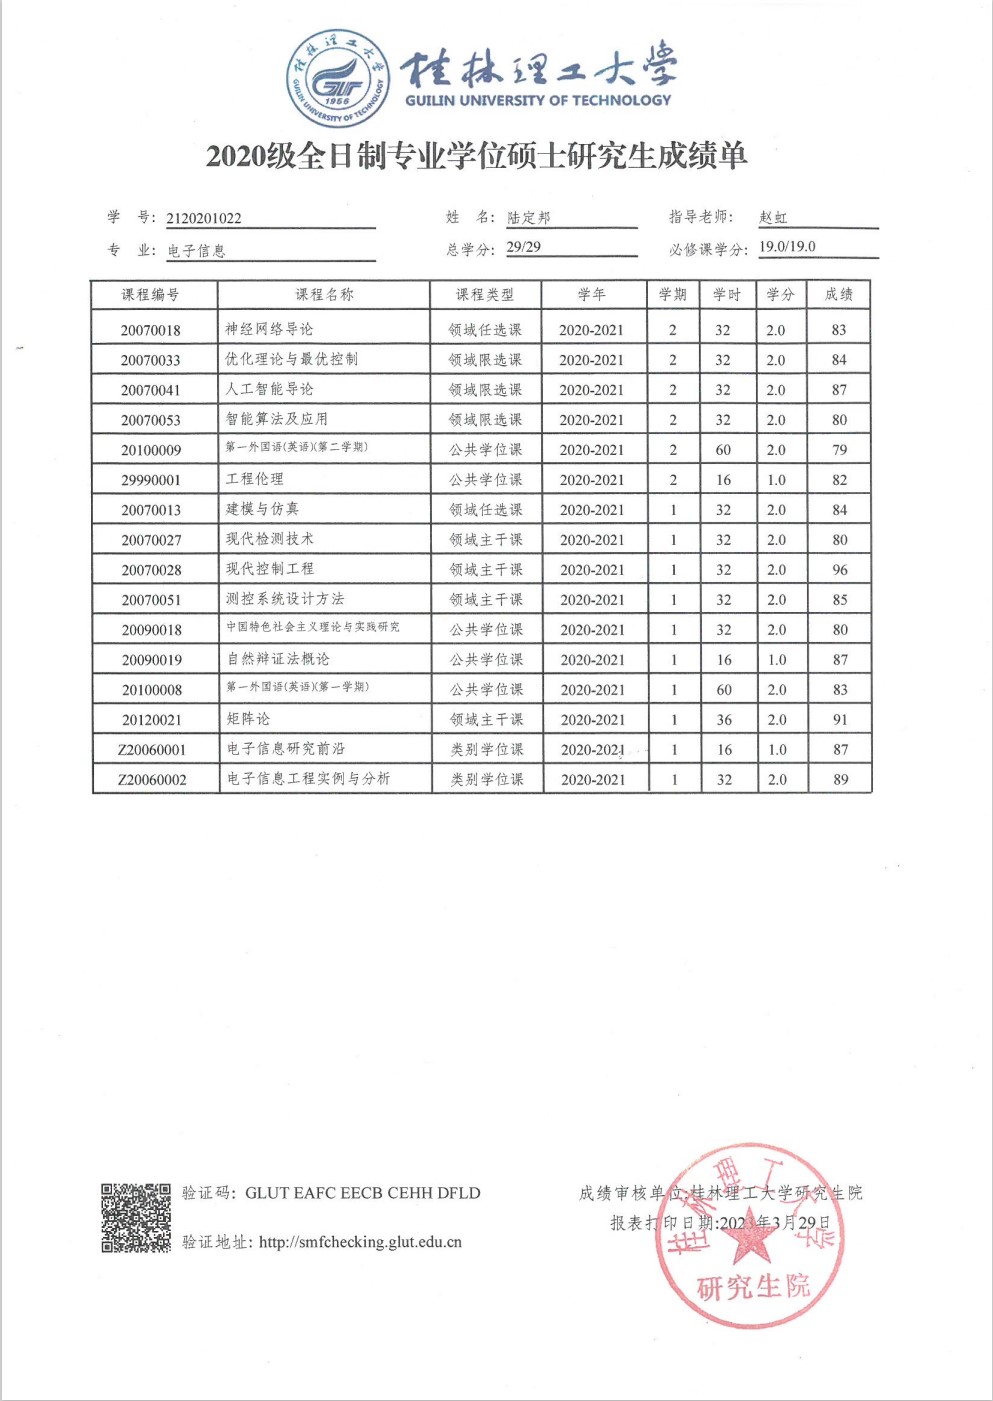 桂林理工大学
GUILIN UNIVERSITY OF TECHNOLOGY
桂林理工大学
GUILIN UNIVERSITY OF TECHNOLOGY
GUT
1956
2020级全日制专业学位硕士研究生成绩单
学 号: 2120201022 姓 名: 陆定邦 指导老师: 赵虹
专 业: 电子信息 总学分: 29/29 必修课学分: 19.0/19.0
课程编号 课程名称 课程类型 学年 学期 学时 学分 成绩
20070018 神经网络导论 领域任选课 2020-2021 2 32 2.0 83
20070033 优化理论与最优控制 领域限选课 2020-2021 2 32 2.0 84
20070041 人工智能导论 领域限选课 2020-2021 2 32 2.0 87
20070053 智能算法及应用 领域限选课 2020-2021 2 32 2.0 80
20100009 第一外国语(英语)(第二学期) 公共学位课 2020-2021 2 60 2.0 79
29990001 工程伦理 公共学位课 2020-2021 2 16 1.0 82
20070013 建模与仿真 领域任选课 2020-2021 1 32 2.0 84
20070027 现代检测技术 领域主干课 2020-2021 1 32 2.0 80
20070028 现代控制工程 领域主干课 2020-2021 1 32 2.0 96
20070051 测控系统设计方法 领域主干课 2020-2021 1 32 2.0 85
20090018 中国特色社会主义理论与实践研究 公共学位课 2020-2021 1 32 2.0 80
20090019 自然辩证法概论 公共学位课 2020-2021 1 16 1.0 87
20100008 第一外国语(英语)(第一学期) 公共学位课 2020-2021 1 60 2.0 83
20120021 矩阵论 领域主干课 2020-2021 1 36 2.0 91
Z20060001 电子信息研究前沿 类别学位课 2020-2021 1 16 1.0 87
Z20060002 电子信息工程实例与分析 类别学位课 2020-2021 1 32 2.0 89
验证码: GLUT EAFC EECB CEHH DFLD 成绩审核单位:桂林理工大学研究生院
报表打印日期:2023年3月29日
验证地址: http://smfchecking.glut.edu.cn
桂林理工大学
研究生院